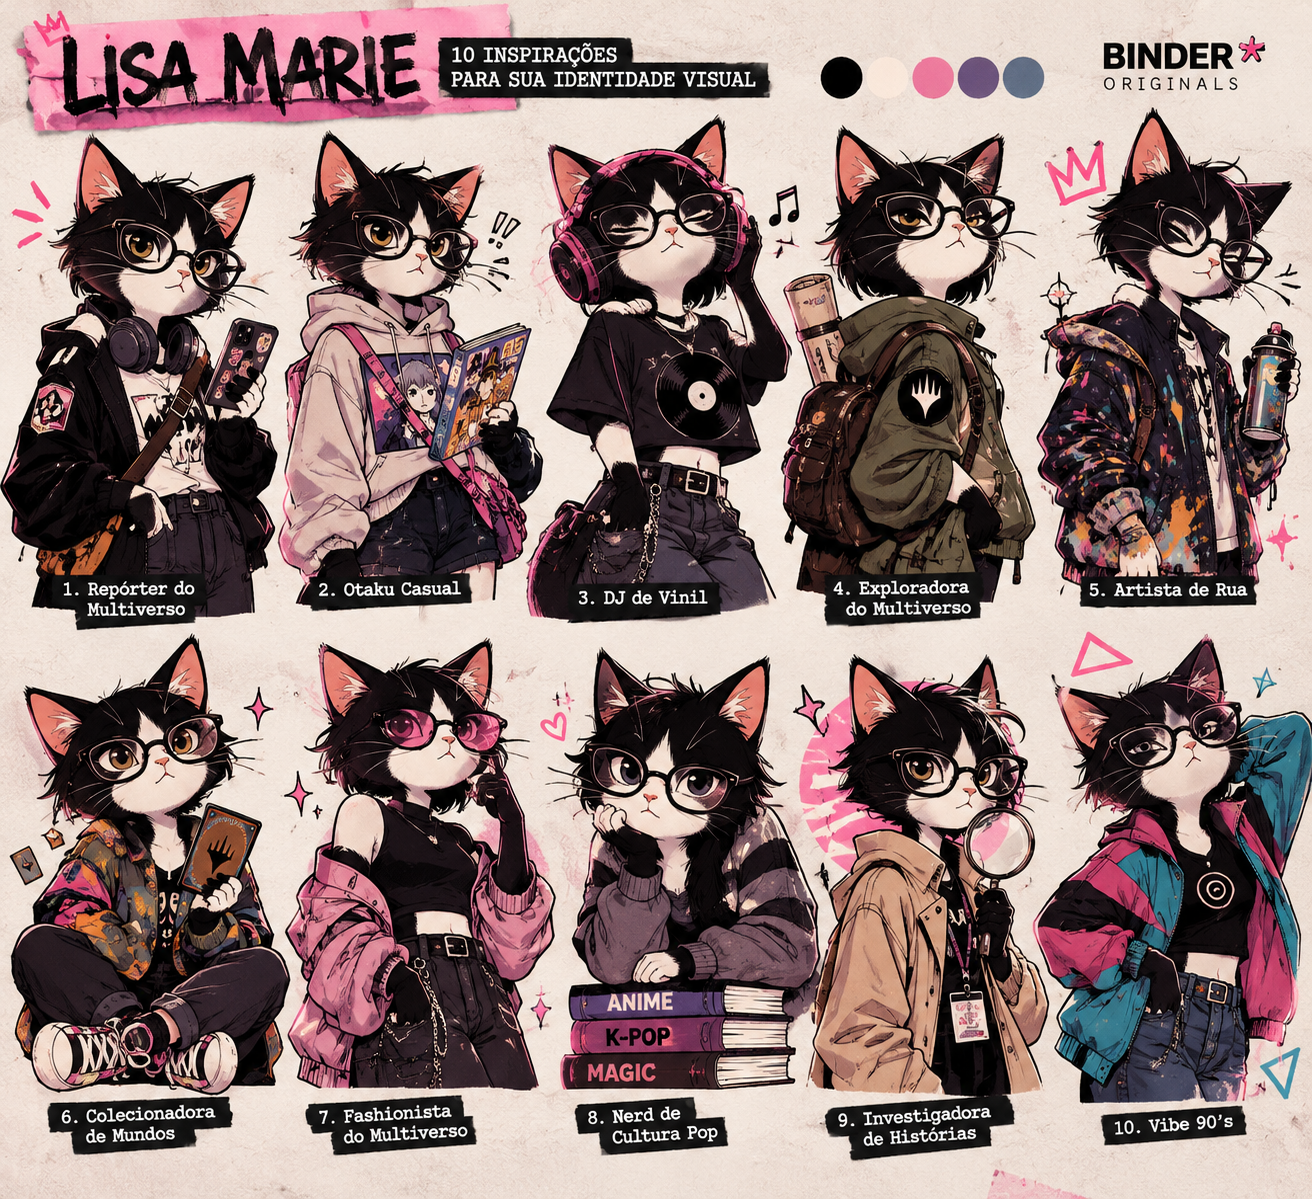 LISA MARIE
10 INSPIRAÇÕES
PARA SUA IDENTIDADE VISUAL
BINDER*
ORIGINALS
1. Repórter do
Multiverso
2. Otaku Casual
3. DJ de Vinil
4. Exploradora
do Multiverso
5. Artista de Rua
ANIME
K-POP
MAGIC
6. Colecionadora
de Mundos
7. Fashionista
do Multiverso
8. Nerd de
Cultura Pop
9. Investigadora
de Histórias
10. Vibe 90's